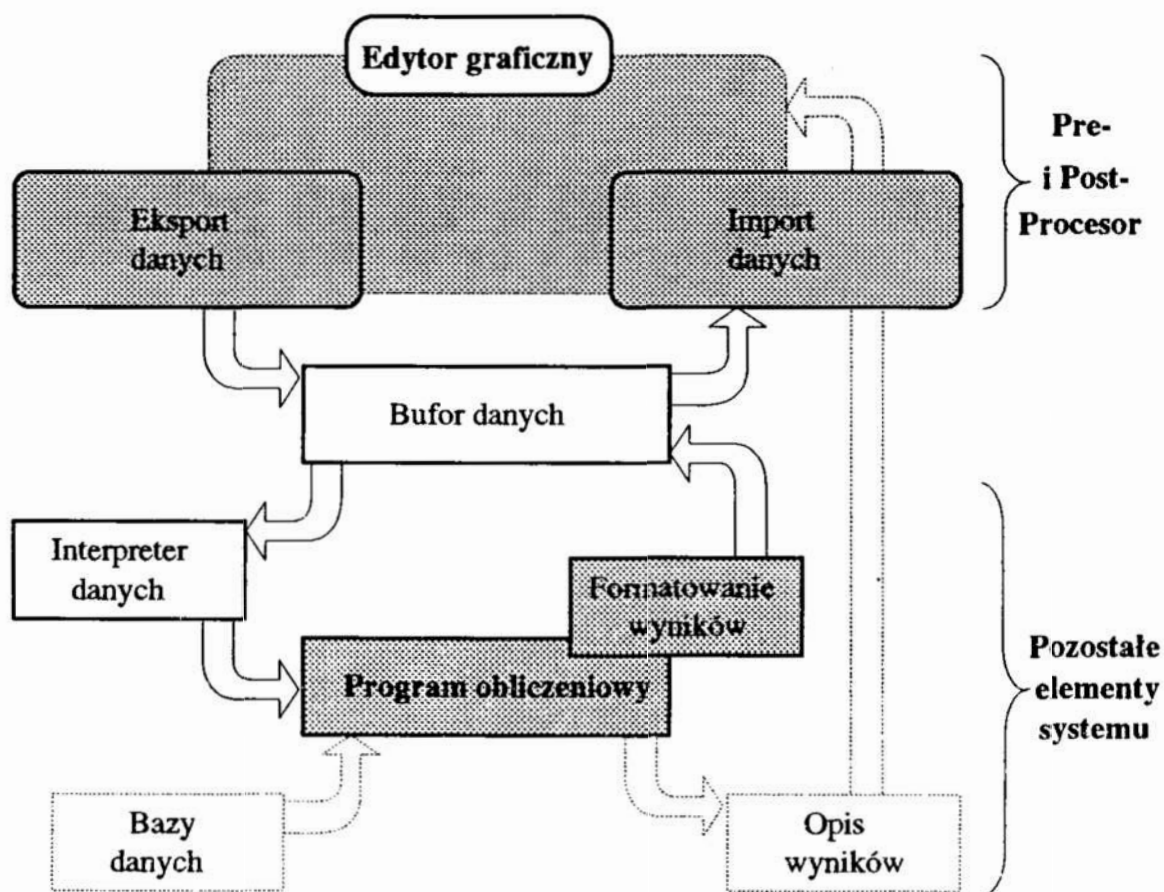 Edytor graficzny
Pre-
i Post-
Procesor
Eksport
danych
Import
danych
Bufor danych
Interpreter
danych
Formatowanie
wyników
Program obliczeniowy
Pozostałe
elementy
systemu
Bazy
danych
Opis
wyników